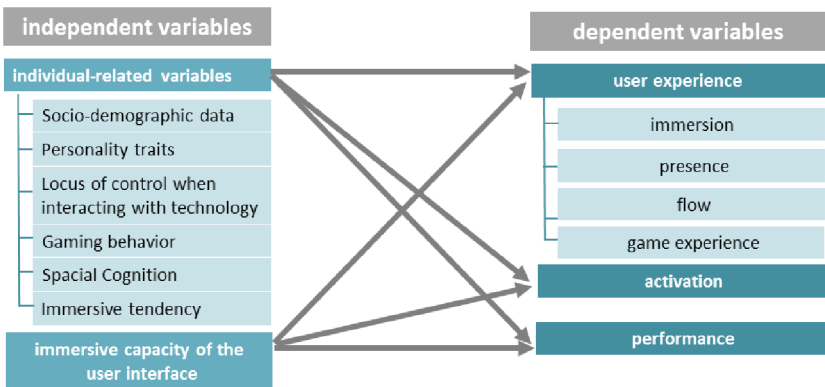 independent variables
individual-related variables
Socio-demographic data
Personality traits
Locus of control when
interacting with technology
Gaming behavior
Spacial Cognition
Immersive tendency
immersive capacity of the
user interface
dependent variables
user experience
immersion
presence
flow
game experience
activation
performance